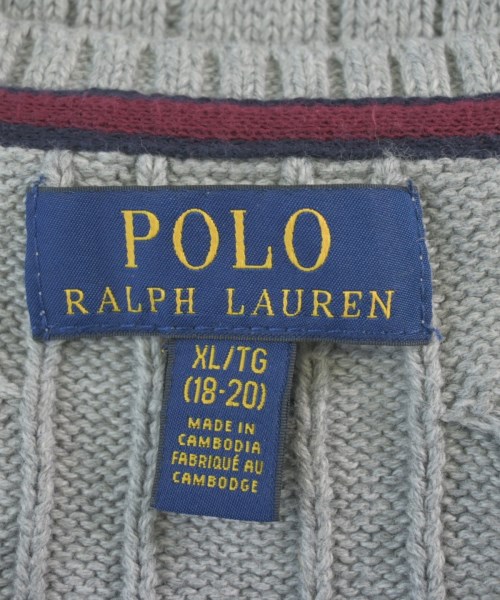 POLO
RALPH LAUREN
XL/TG
(18-20)
MADE IN
CAMBODIA
FABRIQUÉ AU
CAMBODGE